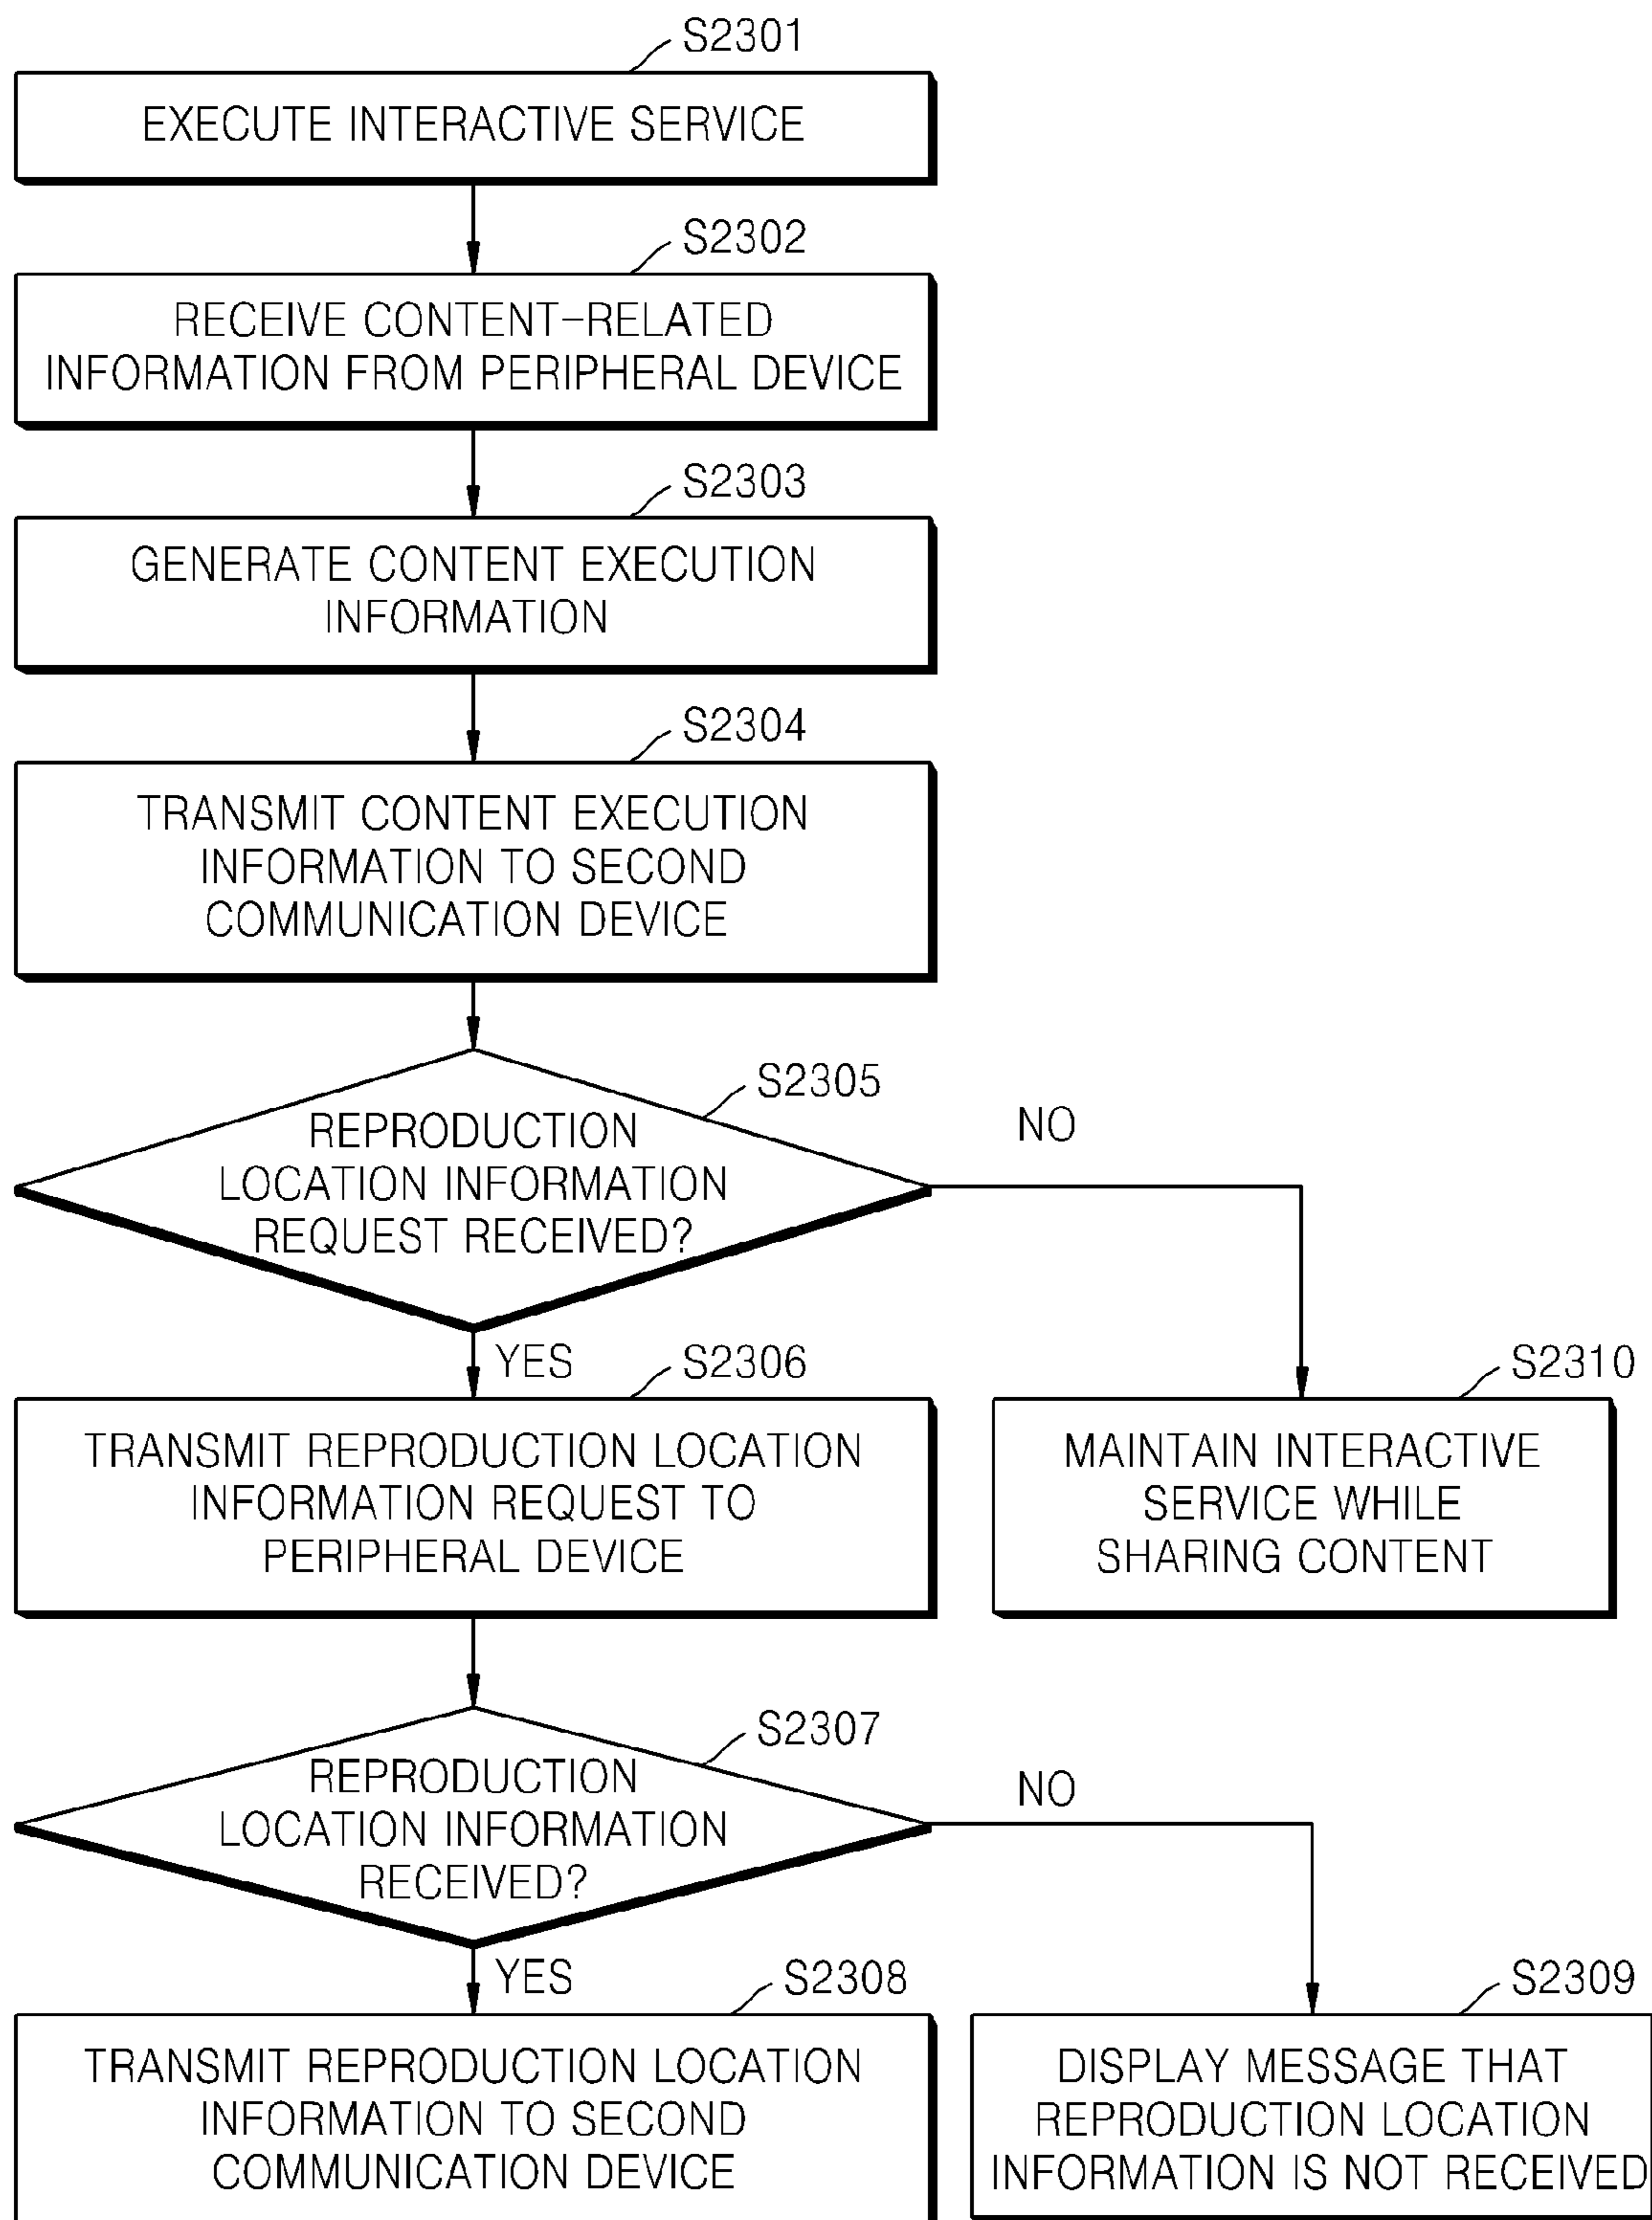 S2301
EXECUTE INTERACTIVE SERVICE
S2302
RECEIVE CONTENT-RELATED
INFORMATION FROM PERIPHERAL DEVICE
S2303
GENERATE CONTENT EXECUTION
INFORMATION
S2304
TRANSMIT CONTENT EXECUTION
INFORMATION TO SECOND
COMMUNICATION DEVICE
S2305
REPRODUCTION
LOCATION INFORMATION
REQUEST RECEIVED?
NO
YES
S2306
TRANSMIT REPRODUCTION LOCATION
INFORMATION REQUEST TO
PERIPHERAL DEVICE
S2310
MAINTAIN INTERACTIVE
SERVICE WHILE
SHARING CONTENT
S2307
REPRODUCTION
LOCATION INFORMATION
RECEIVED?
NO
YES
S2308
TRANSMIT REPRODUCTION LOCATION
INFORMATION TO SECOND
COMMUNICATION DEVICE
S2309
DISPLAY MESSAGE THAT
REPRODUCTION LOCATION
INFORMATION IS NOT RECEIVED